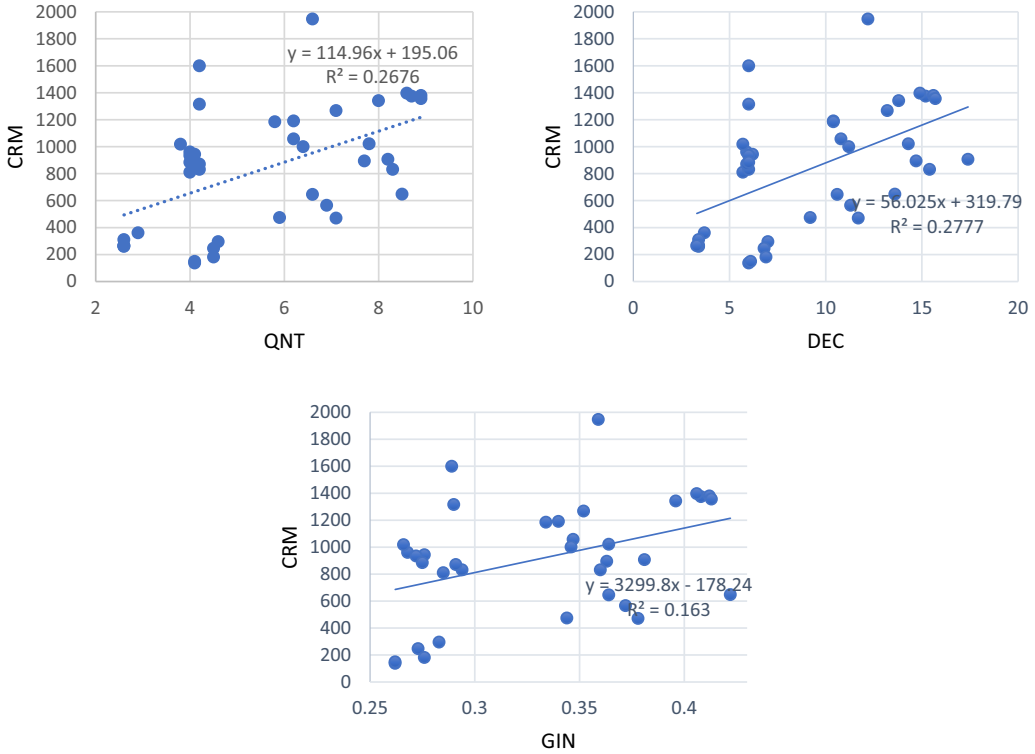 2000
1800
1600
1400
1200
1000
800
600
400
200
0
CRM
y = 114.96x + 195.06
R² = 0.2676
2 4 6 8 10
QNT
2000
1800
1600
1400
1200
1000
800
600
400
200
0
CRM
y = 56.025x + 319.79
R² = 0.2777
0 5 10 15 20
DEC
2000
1800
1600
1400
1200
1000
800
600
400
200
0
CRM
y = 3299.8x - 178.24
R² = 0.163
0.25 0.3 0.35 0.4
GIN